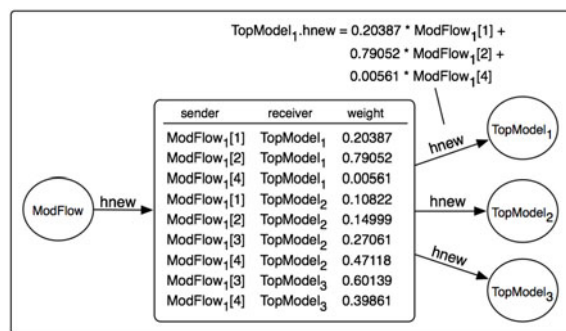 TopModel₁.hnew = 0.20387 * ModFlow₁[1] +
0.79052 * ModFlow₁[2] +
0.00561 * ModFlow₁[4]
sender receiver weight
ModFlow₁[1] TopModel₁ 0.20387
ModFlow₁[2] TopModel₁ 0.79052
ModFlow₁[4] TopModel₁ 0.00561
ModFlow₁[1] TopModel₂ 0.10822
ModFlow₁[2] TopModel₂ 0.14999
ModFlow₁[3] TopModel₂ 0.27061
ModFlow₁[4] TopModel₂ 0.47118
ModFlow₁[3] TopModel₃ 0.60139
ModFlow₁[4] TopModel₃ 0.39861
ModFlow
hnew
hnew
TopModel₁
hnew
TopModel₂
hnew
TopModel₃